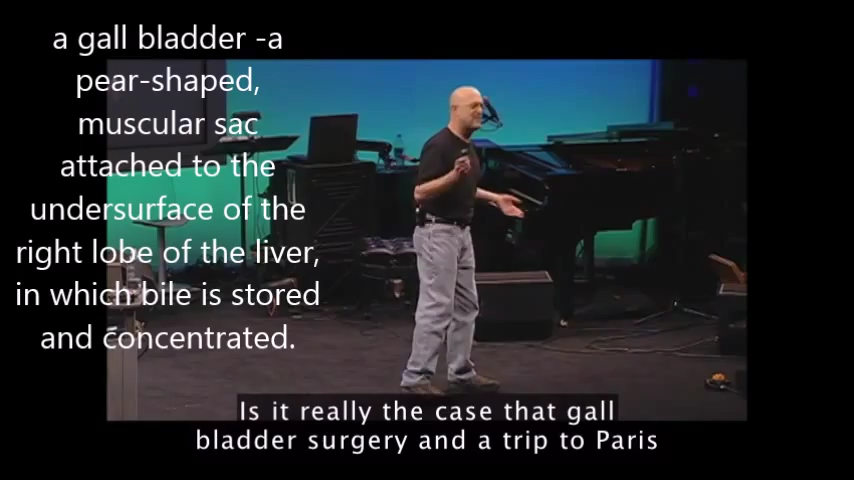 a gall bladder -a
pear-shaped,
muscular sac
attached to the
undersurface of the
right lobe of the liver,
in which bile is stored
and concentrated.
Is it really the case that gall
bladder surgery and a trip to Paris